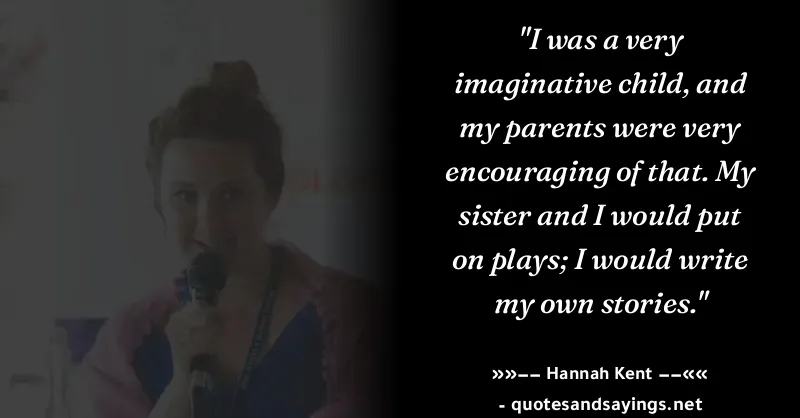 "I was a very
imaginative child, and
my parents were very
encouraging of that. My
sister and I would put
on plays; I would write
my own stories."
»»–– Hannah Kent ––««
- quotesandsayings.net